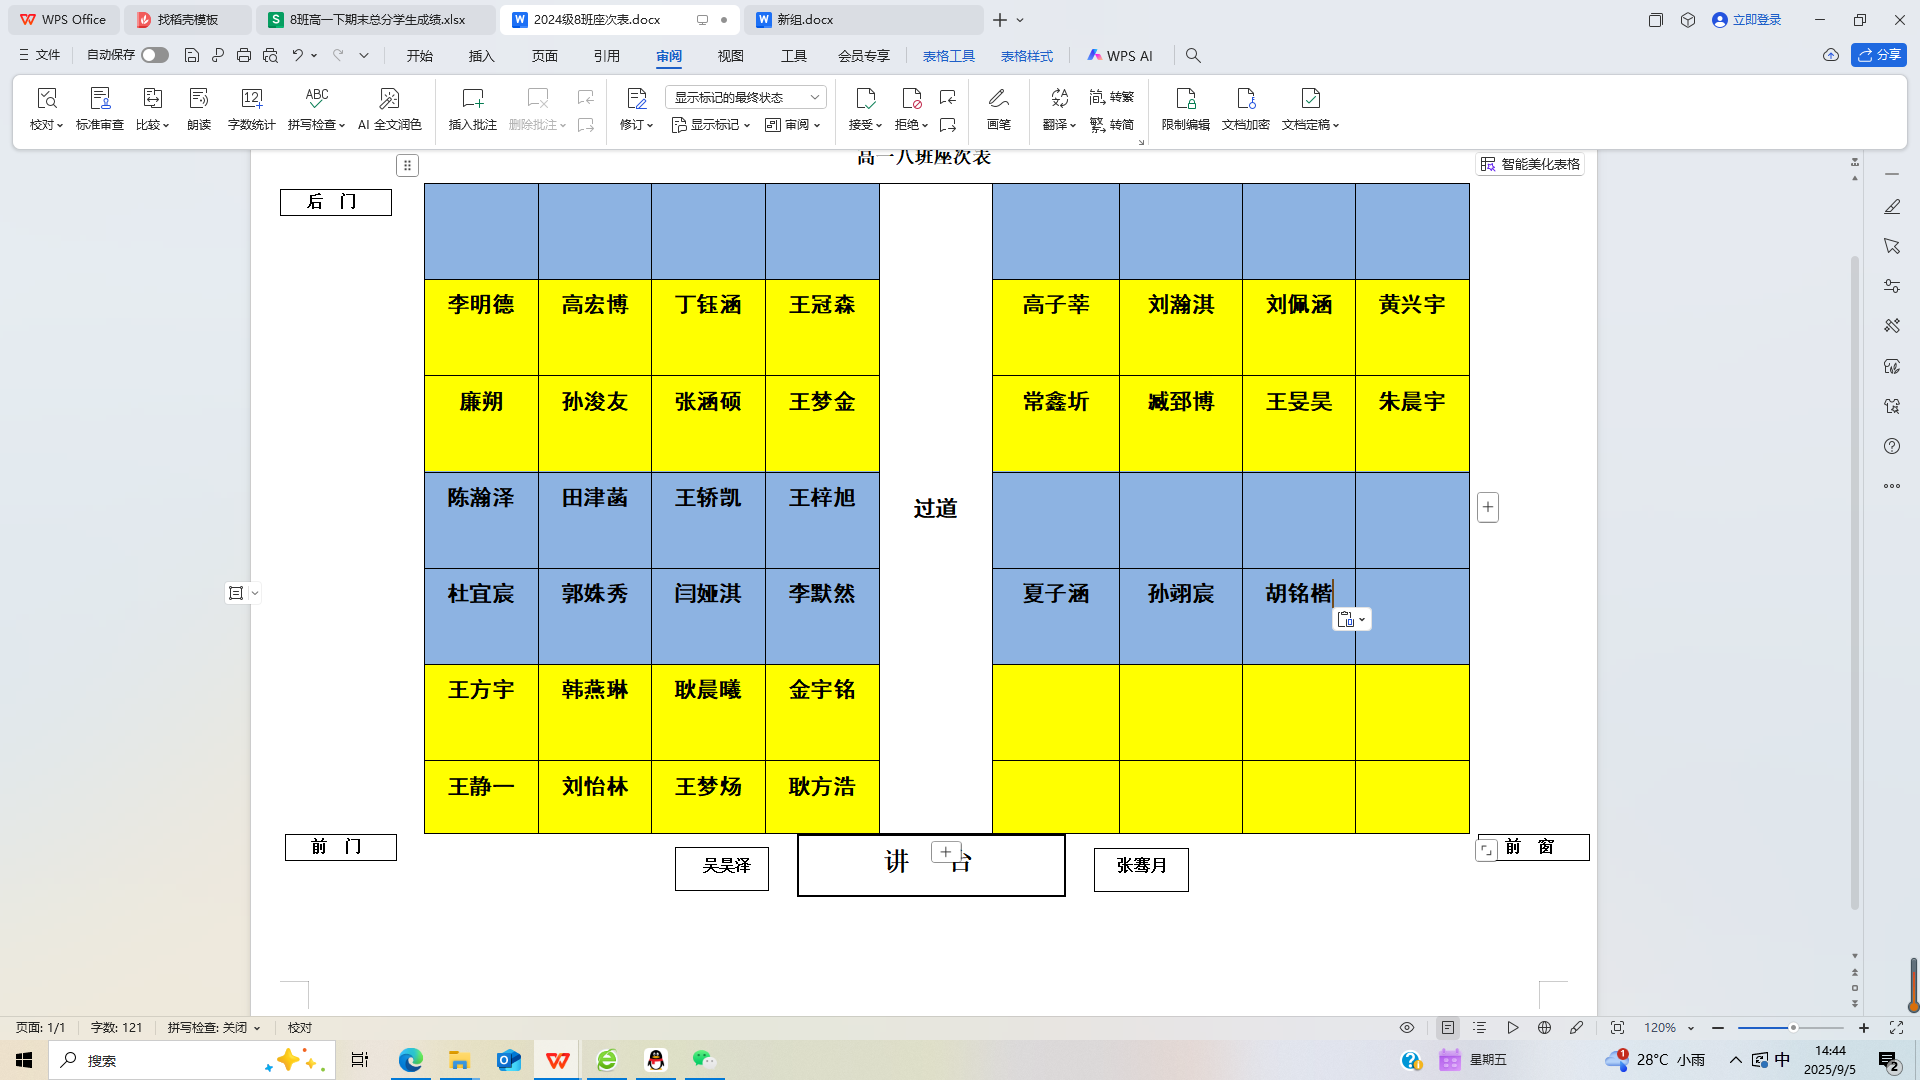 WPS Office
找稻壳模板
8班高一下期末总分学生成绩.xlsx
2024级8班座次表.docx
新组.docx
立即登录
文件
自动保存
开始
插入
页面
引用
审阅
视图
工具
会员专享
表格工具
表格样式
WPS AI
分享
校对
标准审查
比较
朗读
字数统计
拼写检查
AI 全文润色
插入批注
删除批注
修订
显示标记的最终状态
显示标记
审阅
接受
拒绝
画笔
翻译
简 转繁
繁 转简
限制编辑
文档加密
文档定稿
高一八班座次表
智能美化表格
后 门
李明德 高宏博 丁钰涵 王冠森 高子莘 刘瀚淇 刘佩涵 黄兴宇
廉朔 孙浚友 张涵硕 王梦金 常鑫圻 臧郅博 王旻昊 朱晨宇
陈瀚泽 田津菡 王轿凯 王梓旭
过道
杜宜宸 郭姝秀 闫娅淇 李默然 夏子涵 孙翊宸 胡铭楷
王方宇 韩燕琳 耿晨曦 金宇铭
王静一 刘怡林 王梦炀 耿方浩
前 门
吴昊泽
讲 台
张骞月
前 窗
页面: 1/1
字数: 121
拼写检查: 关闭
校对
120%
搜索
星期五
28°C 小雨
中
14:44
2025/9/5